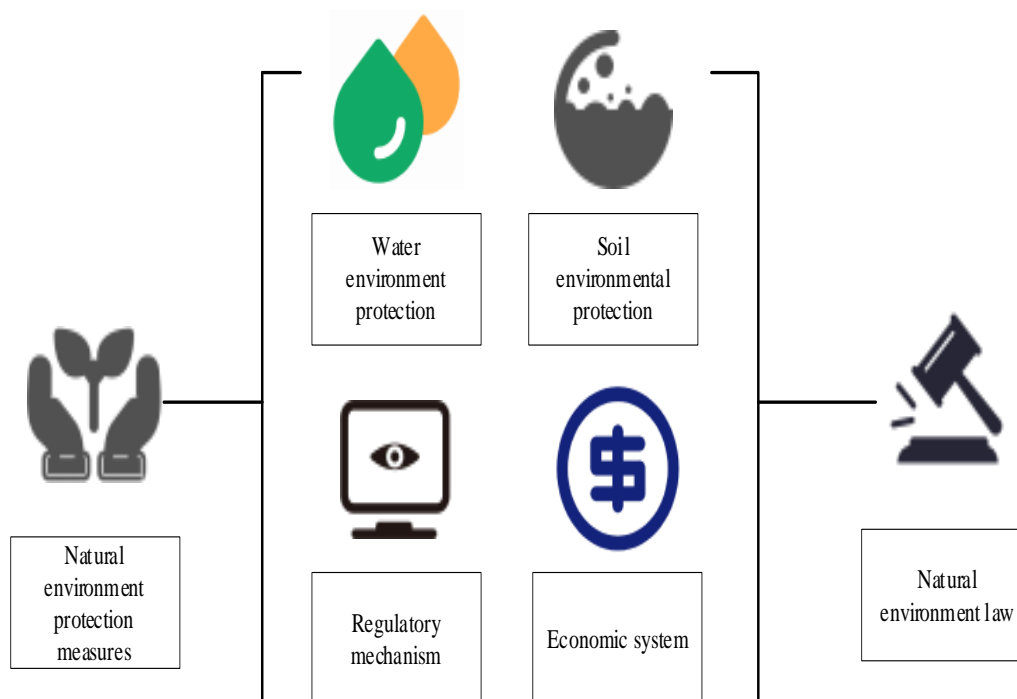 Water
environment
protection
Soil
environmental
protection
Natural
environment
protection
measures
Regulatory
mechanism
Economic system
Natural
environment law